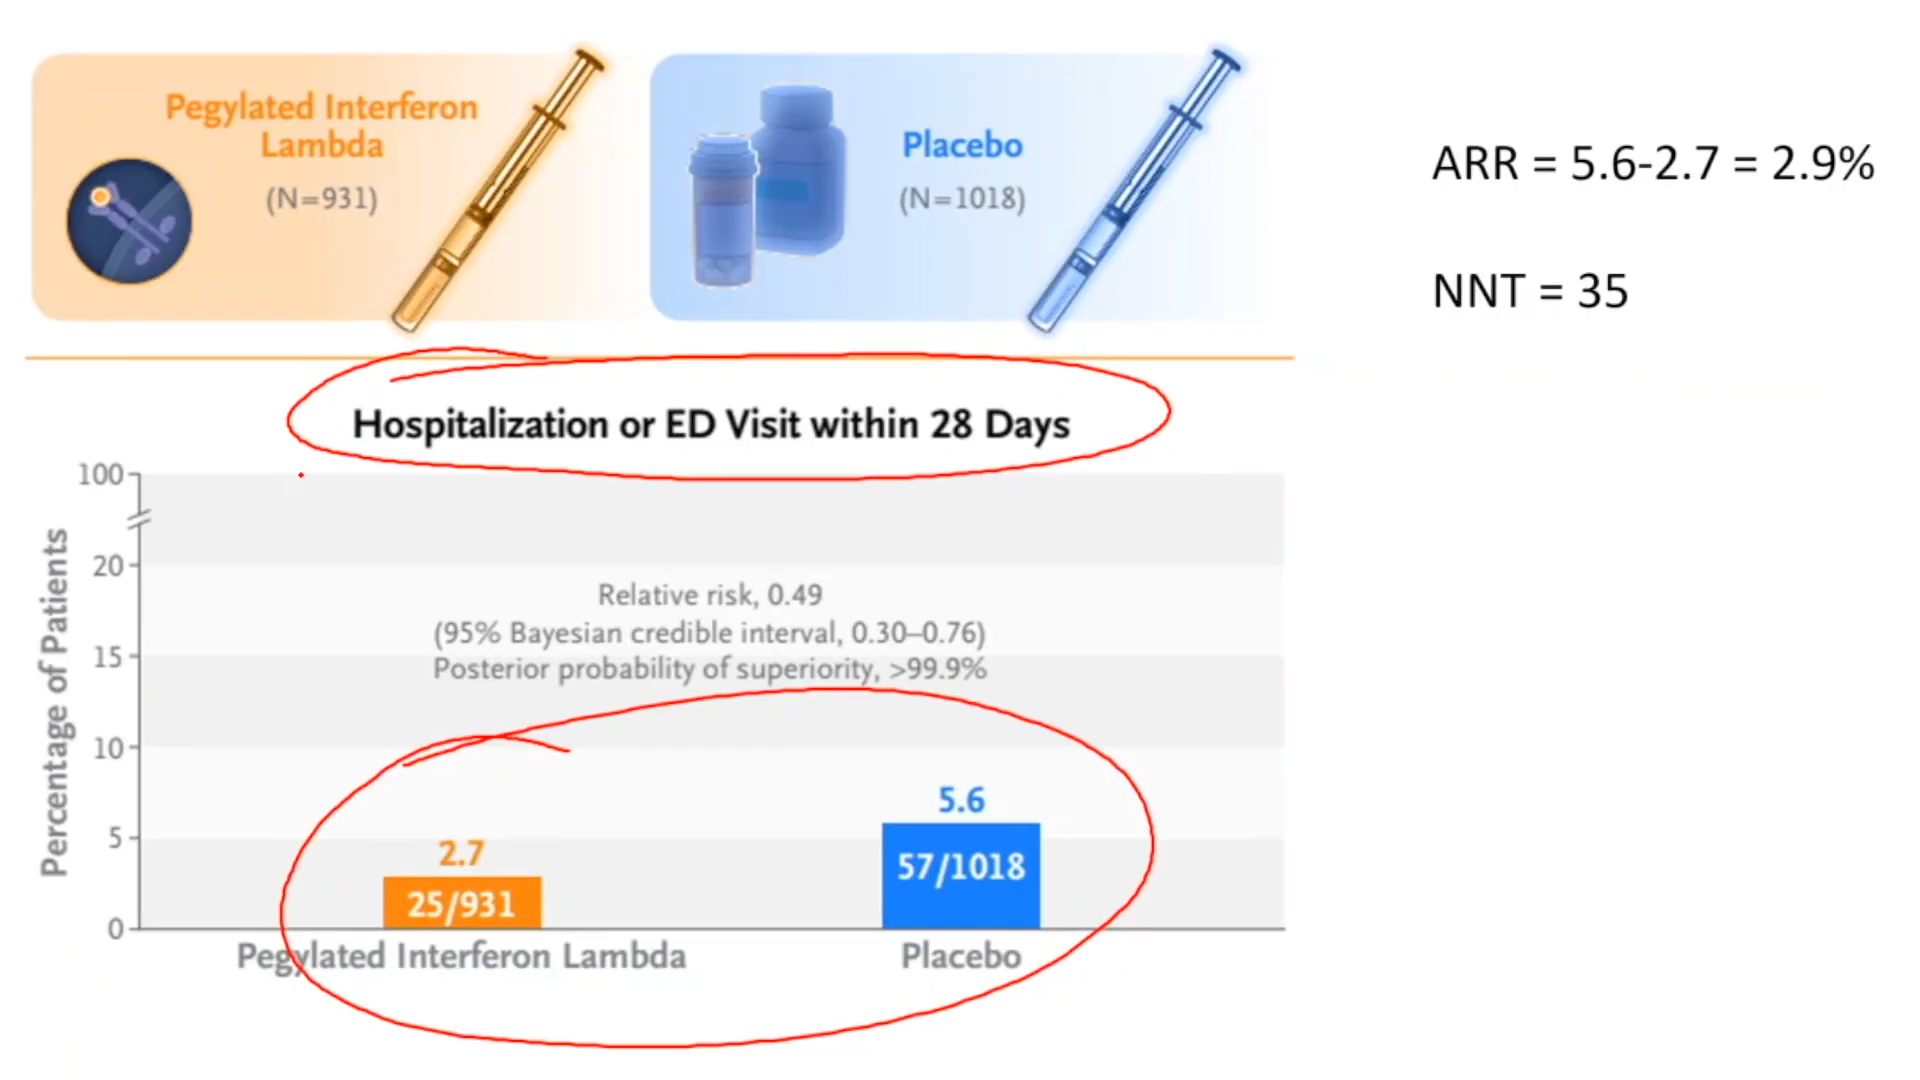 Pegylated Interferon
Lambda
(N=931)
Placebo
(N=1018)
ARR = 5.6-2.7 = 2.9%
NNT = 35
Hospitalization or ED Visit within 28 Days
Percentage of Patients
100
20
15
10
5
0
Relative risk, 0.49
(95% Bayesian credible interval, 0.30–0.76)
Posterior probability of superiority, >99.9%
2.7
25/931
5.6
57/1018
Pegylated Interferon Lambda
Placebo